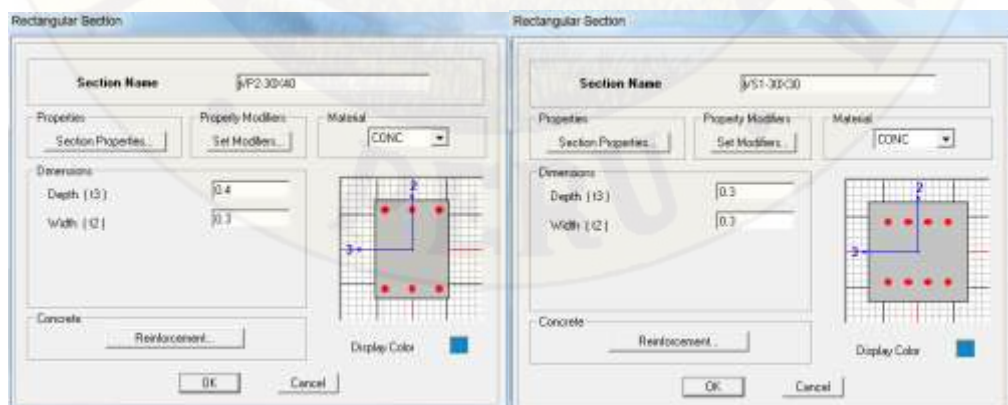 Rectangular Section
Section Name VP2-30X40
Properties
Section Properties...
Property Modifiers
Set Modifiers...
Material
CONC
Dimensions
Depth (t3) 0.4
Width (t2) 0.3
2
3
Concrete
Reinforcement...
Display Color
OK Cancel
Rectangular Section
Section Name VS1-30X30
Properties
Section Properties...
Property Modifiers
Set Modifiers...
Material
CONC
Dimensions
Depth (t3) 0.3
Width (t2) 0.3
2
3
Concrete
Reinforcement...
Display Color
OK Cancel